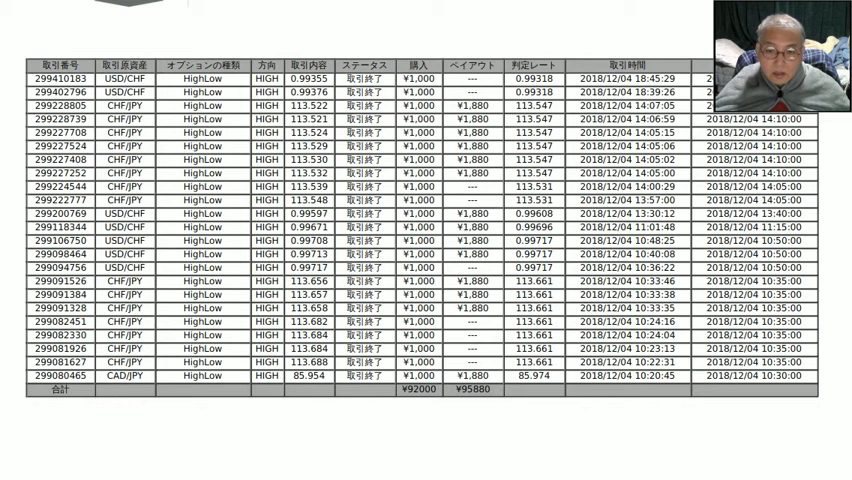 取引番号 取引原資産 オプションの種類 方向 取引内容 ステータス 購入 ペイアウト 判定レート 取引時間
299410183 USD/CHF HighLow HIGH 0.99355 取引終了 ¥1,000 --- 0.99318 2018/12/04 18:45:29
299402796 USD/CHF HighLow HIGH 0.99376 取引終了 ¥1,000 --- 0.99318 2018/12/04 18:39:26
299228805 CHF/JPY HighLow HIGH 113.522 取引終了 ¥1,000 ¥1,880 113.547 2018/12/04 14:07:05
299228739 CHF/JPY HighLow HIGH 113.521 取引終了 ¥1,000 ¥1,880 113.547 2018/12/04 14:06:59 2018/12/04 14:10:00
299227708 CHF/JPY HighLow HIGH 113.524 取引終了 ¥1,000 ¥1,880 113.547 2018/12/04 14:05:15 2018/12/04 14:10:00
299227524 CHF/JPY HighLow HIGH 113.529 取引終了 ¥1,000 ¥1,880 113.547 2018/12/04 14:05:06 2018/12/04 14:10:00
299227408 CHF/JPY HighLow HIGH 113.530 取引終了 ¥1,000 ¥1,880 113.547 2018/12/04 14:05:02 2018/12/04 14:10:00
299227252 CHF/JPY HighLow HIGH 113.532 取引終了 ¥1,000 ¥1,880 113.547 2018/12/04 14:05:00 2018/12/04 14:10:00
299224544 CHF/JPY HighLow HIGH 113.539 取引終了 ¥1,000 --- 113.531 2018/12/04 14:00:29 2018/12/04 14:05:00
299222777 CHF/JPY HighLow HIGH 113.548 取引終了 ¥1,000 --- 113.531 2018/12/04 13:57:00 2018/12/04 14:05:00
299200769 USD/CHF HighLow HIGH 0.99597 取引終了 ¥1,000 ¥1,880 0.99608 2018/12/04 13:30:12 2018/12/04 13:40:00
299118344 USD/CHF HighLow HIGH 0.99671 取引終了 ¥1,000 ¥1,880 0.99696 2018/12/04 11:01:48 2018/12/04 11:15:00
299106750 USD/CHF HighLow HIGH 0.99708 取引終了 ¥1,000 ¥1,880 0.99717 2018/12/04 10:48:25 2018/12/04 10:50:00
299098464 USD/CHF HighLow HIGH 0.99713 取引終了 ¥1,000 ¥1,880 0.99717 2018/12/04 10:40:08 2018/12/04 10:50:00
299094756 USD/CHF HighLow HIGH 0.99717 取引終了 ¥1,000 --- 0.99717 2018/12/04 10:36:22 2018/12/04 10:50:00
299091526 CHF/JPY HighLow HIGH 113.656 取引終了 ¥1,000 ¥1,880 113.661 2018/12/04 10:33:46 2018/12/04 10:35:00
299091384 CHF/JPY HighLow HIGH 113.657 取引終了 ¥1,000 ¥1,880 113.661 2018/12/04 10:33:38 2018/12/04 10:35:00
299091328 CHF/JPY HighLow HIGH 113.658 取引終了 ¥1,000 ¥1,880 113.661 2018/12/04 10:33:35 2018/12/04 10:35:00
299082451 CHF/JPY HighLow HIGH 113.682 取引終了 ¥1,000 --- 113.661 2018/12/04 10:24:16 2018/12/04 10:35:00
299082330 CHF/JPY HighLow HIGH 113.684 取引終了 ¥1,000 --- 113.661 2018/12/04 10:24:04 2018/12/04 10:35:00
299081926 CHF/JPY HighLow HIGH 113.684 取引終了 ¥1,000 --- 113.661 2018/12/04 10:23:13 2018/12/04 10:35:00
299081627 CHF/JPY HighLow HIGH 113.688 取引終了 ¥1,000 --- 113.661 2018/12/04 10:22:31 2018/12/04 10:35:00
299080465 CAD/JPY HighLow HIGH 85.954 取引終了 ¥1,000 ¥1,880 85.974 2018/12/04 10:20:45 2018/12/04 10:30:00
合計 ¥92000 ¥95880